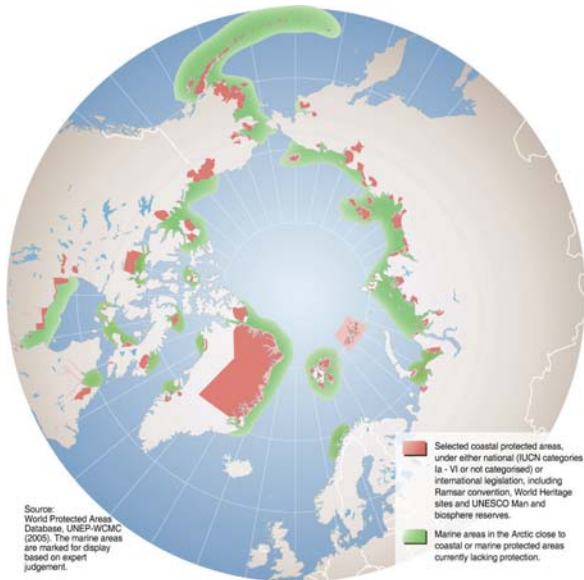 Selected coastal protected areas,
under either national (IUCN categories
Ia - VI or not categorised) or
international legislation, including
Ramsar convention, World Heritage
sites and UNESCO Man and
biosphere reserves.
Marine areas in the Arctic close to
coastal or marine protected areas
currently lacking protection.
Source:
World Protected Areas
Database, UNEP-WCMC
(2005). The marine areas
are marked for display
based on expert
judgement.